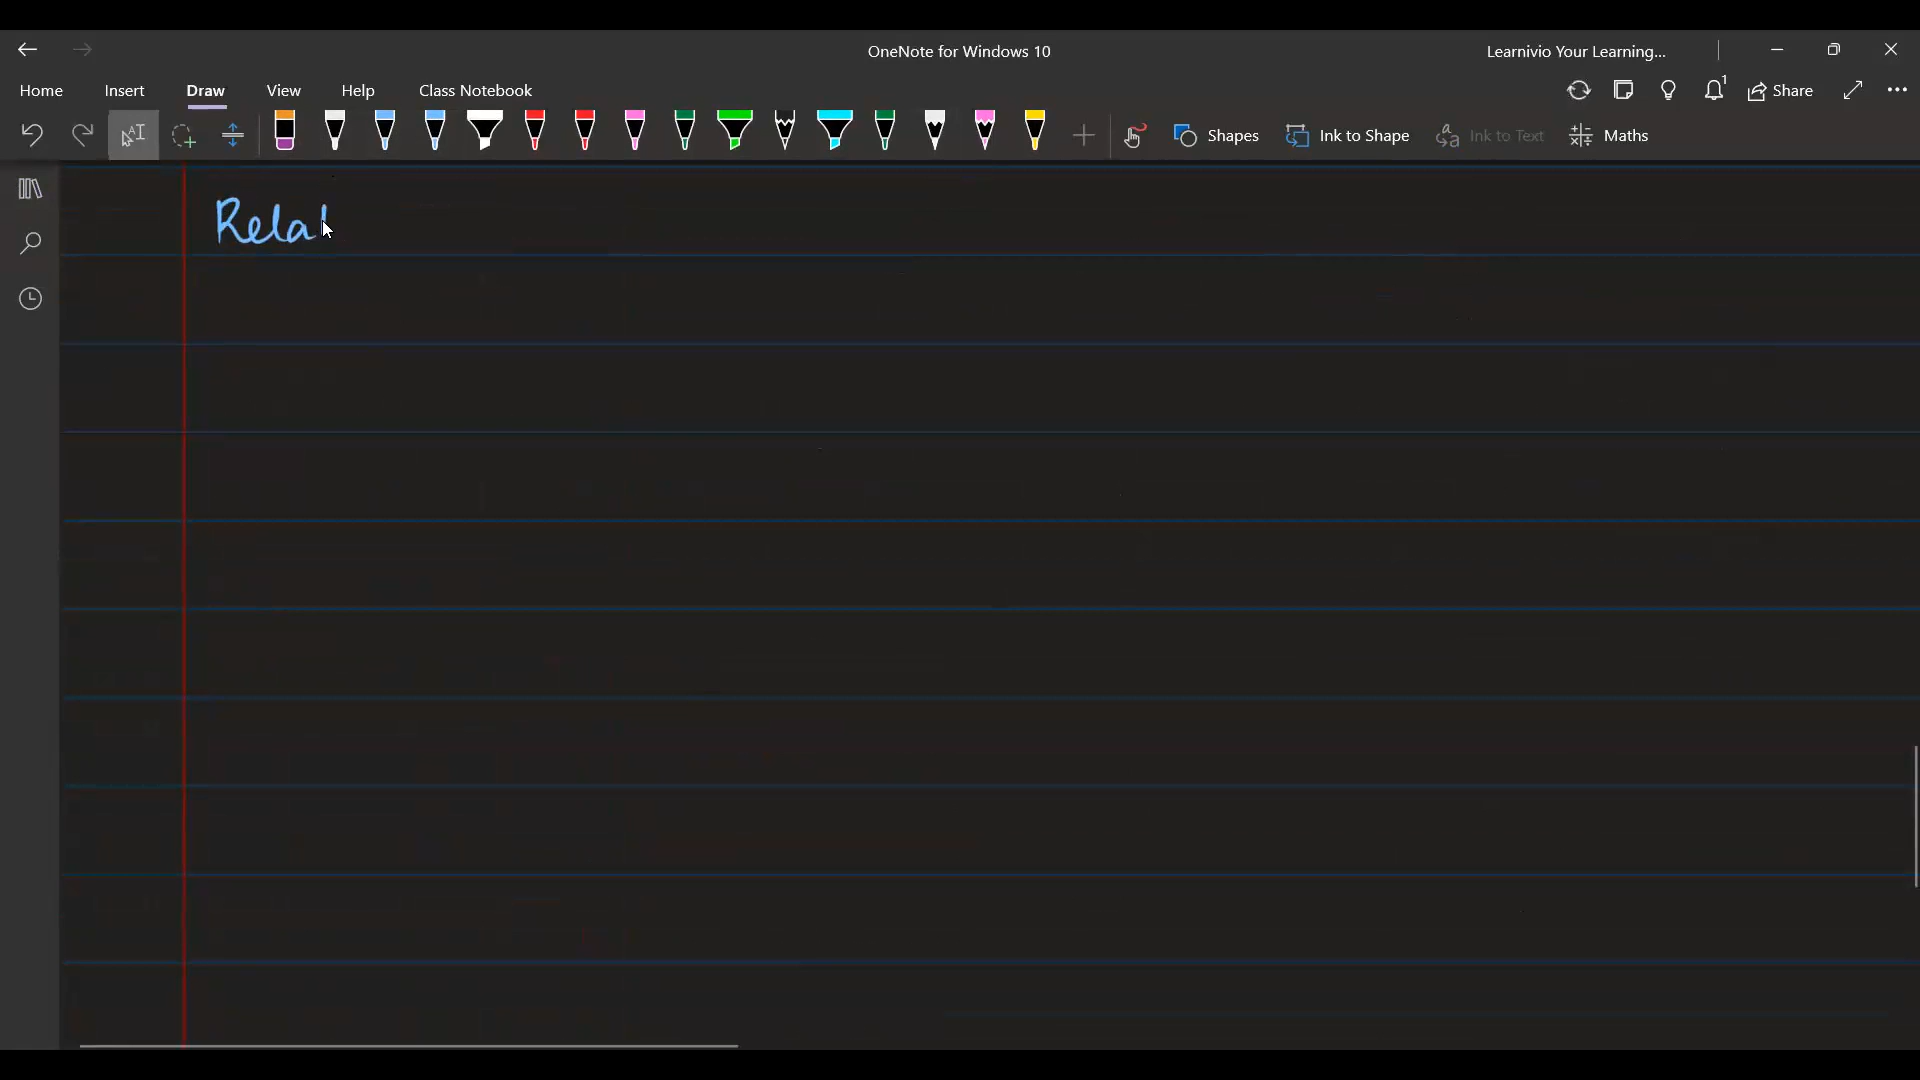 OneNote for Windows 10
Learnivio Your Learning...
Home Insert Draw View Help Class Notebook
1 Share
Shapes Ink to Shape Ink to Text Maths
Relat